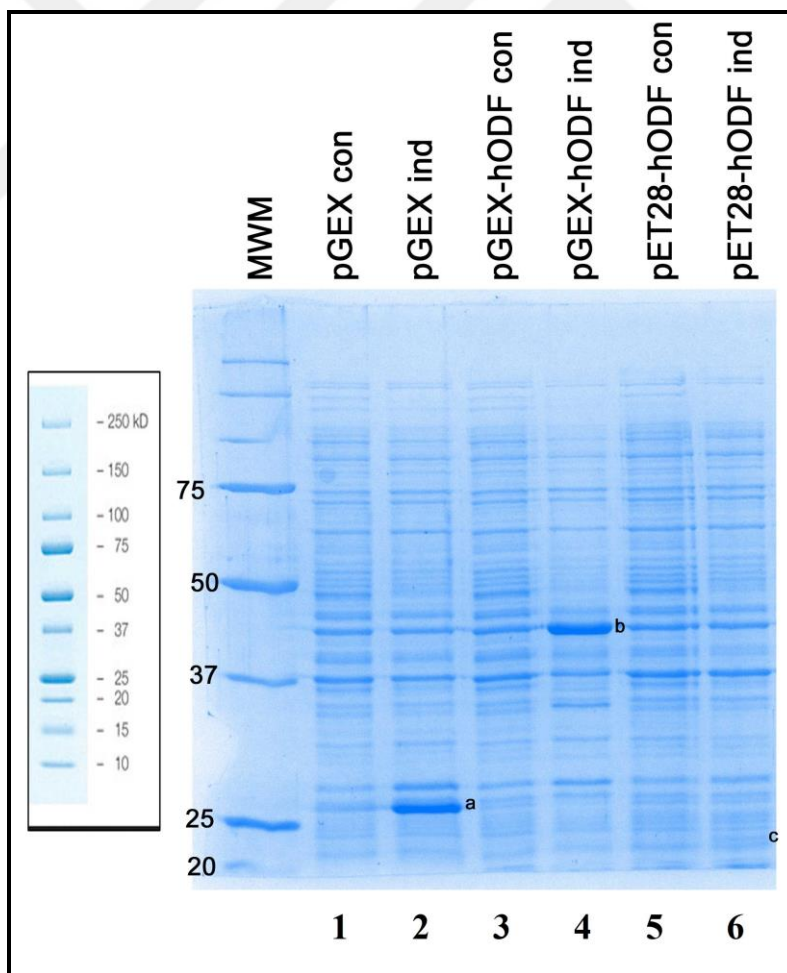 MWM
pGEX con
pGEX ind
pGEX-hODF con
pGEX-hODF ind
pET28-hODF con
pET28-hODF ind
- 250 kD
- 150
- 100
- 75
- 50
- 37
- 25
- 20
- 15
- 10
75
50
37
25
20
a
b
c
1 2 3 4 5 6